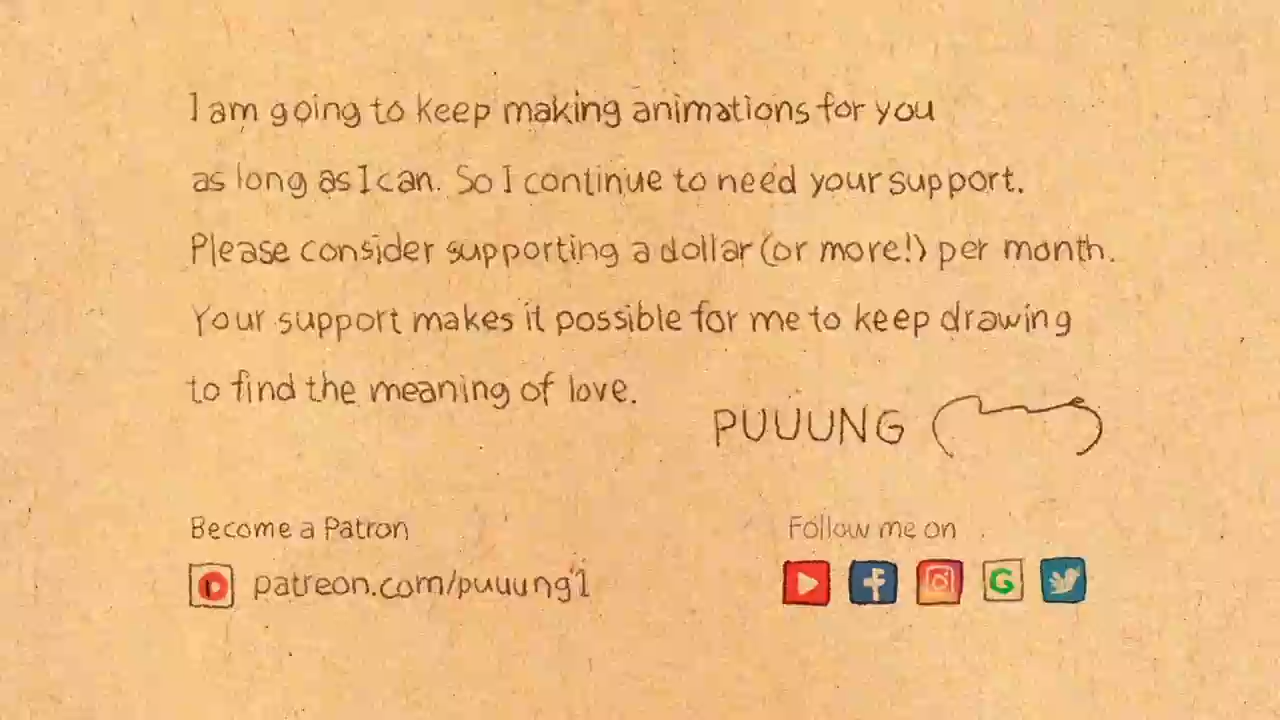 I am going to keep making animations for you
as long as I can. So I continue to need your support.
Please consider supporting a dollar (or more!) per month.
Your support makes it possible for me to keep drawing
to find the meaning of love.
PUUUNG
Become a Patron
patreon.com/puuung1
Follow me on